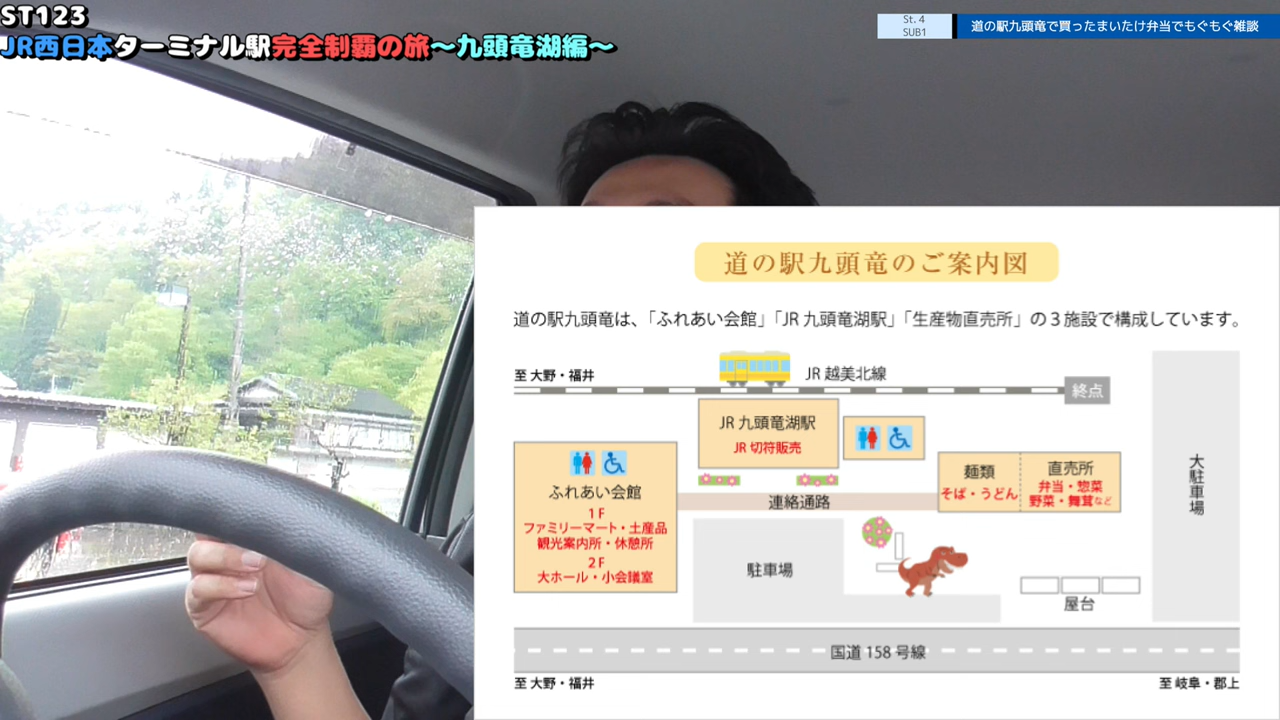 ST123
JR西日本ターミナル駅完全制覇の旅～九頭竜湖編～
St. 4
SUB1
道の駅九頭竜で買ったまいたけ弁当でもぐもぐ雑談
道の駅九頭竜のご案内図
道の駅九頭竜は、「ふれあい会館」「JR 九頭竜湖駅」「生産物直売所」の３施設で構成しています。
至 大野・福井
JR 越美北線
終点
JR 九頭竜湖駅
JR 切符販売
ふれあい会館
1F
ファミリーマート・土産品
観光案内所・休憩所
2F
大ホール・小会議室
連絡通路
麺類
そば・うどん
直売所
弁当・惣菜
野菜・舞茸など
大駐車場
駐車場
屋台
国道 158 号線
至 大野・福井
至 岐阜・郡上